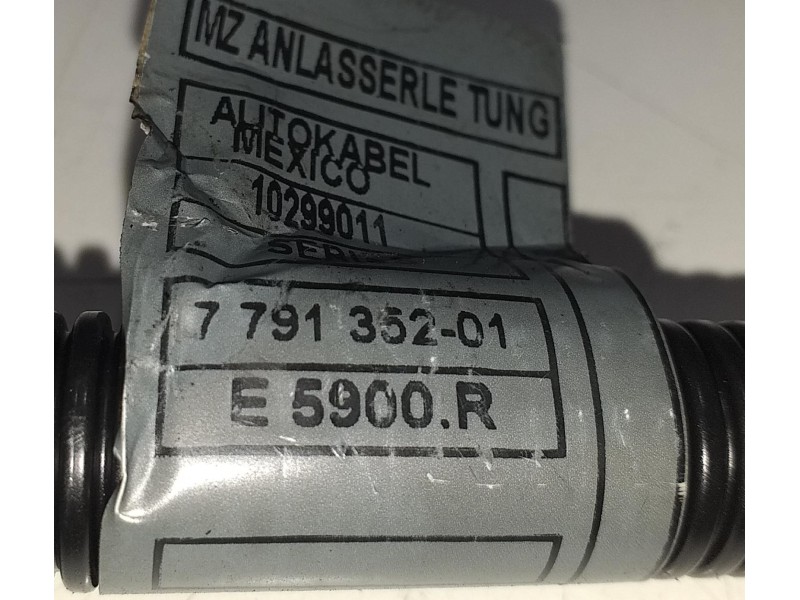 MZ ANLASSERLE TUNG
AUTOKABEL
MEXICO
10299011
7 791 352-01
E 5900.R